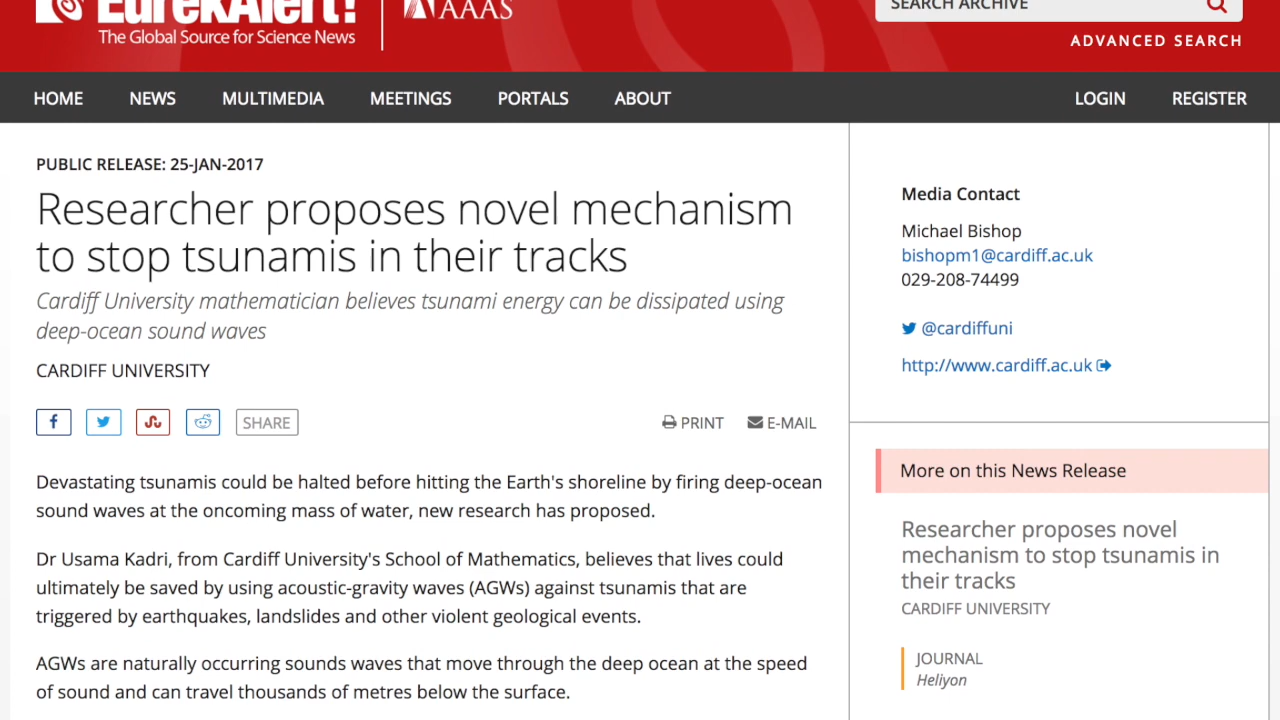 EurekAlert!
The Global Source for Science News
AAAS
SEARCH ARCHIVE
ADVANCED SEARCH
HOME NEWS MULTIMEDIA MEETINGS PORTALS ABOUT LOGIN REGISTER
PUBLIC RELEASE: 25-JAN-2017
Researcher proposes novel mechanism
to stop tsunamis in their tracks
Cardiff University mathematician believes tsunami energy can be dissipated using
deep-ocean sound waves
CARDIFF UNIVERSITY
SHARE PRINT E-MAIL
Devastating tsunamis could be halted before hitting the Earth's shoreline by firing deep-ocean
sound waves at the oncoming mass of water, new research has proposed.
Dr Usama Kadri, from Cardiff University's School of Mathematics, believes that lives could
ultimately be saved by using acoustic-gravity waves (AGWs) against tsunamis that are
triggered by earthquakes, landslides and other violent geological events.
AGWs are naturally occurring sounds waves that move through the deep ocean at the speed
of sound and can travel thousands of metres below the surface.
Media Contact
Michael Bishop
bishopm1@cardiff.ac.uk
029-208-74499
@cardiffuni
http://www.cardiff.ac.uk
More on this News Release
Researcher proposes novel
mechanism to stop tsunamis in
their tracks
CARDIFF UNIVERSITY
JOURNAL
Heliyon